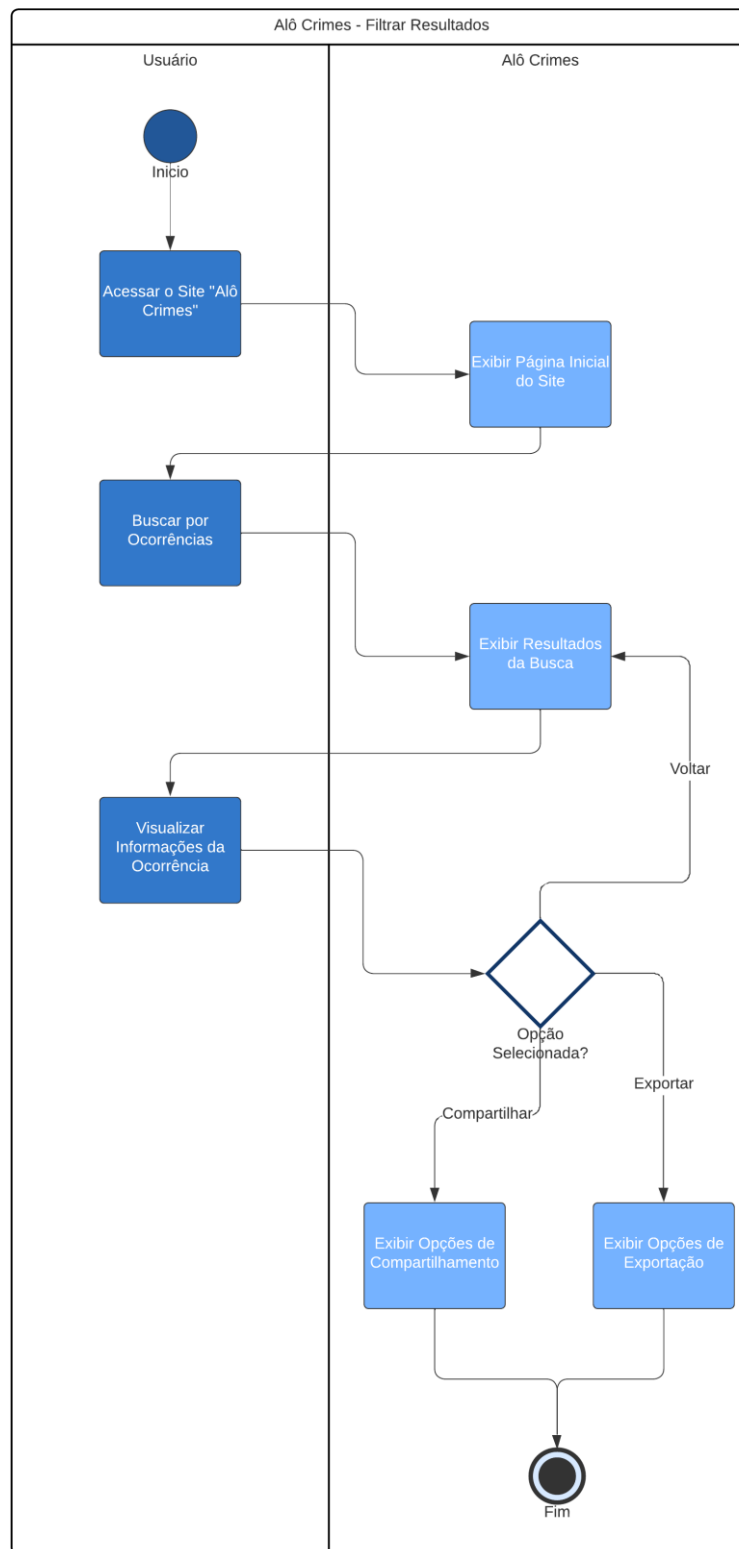 Alô Crimes - Filtrar Resultados
Usuário
Alô Crimes
Inicio
Acessar o Site "Alô
Crimes"
Exibir Página Inicial
do Site
Buscar por
Ocorrências
Exibir Resultados
da Busca
Voltar
Visualizar
Informações da
Ocorrência
Opção
Selecionada?
Exportar
Compartilhar
Exibir Opções de
Compartilhamento
Exibir Opções de
Exportação
Fim